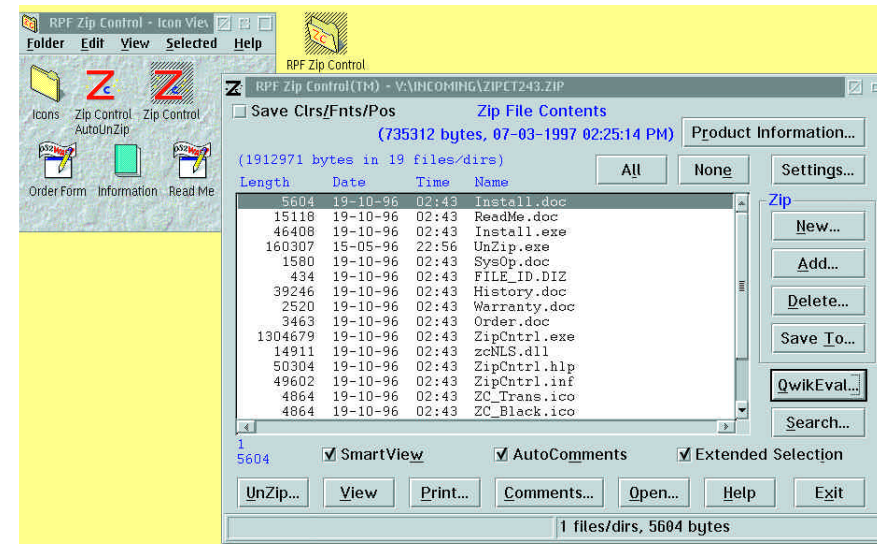 RPF Zip Control - Icon View
Folder Edit View Selected Help
Icons
Zip Control AutoUnZip
Zip Control
Order Form
Information
Read Me
RPF Zip Control
RPF Zip Control(TM) - V:\INCOMING\ZIPCT243.ZIP
Save Clrs/Fnts/Pos
Zip File Contents
(735312 bytes, 07-03-1997 02:25:14 PM)
Product Information...
(1912971 bytes in 19 files/dirs)
All
None
Settings...
Length Date Time Name
5604 19-10-96 02:43 Install.doc
15118 19-10-96 02:43 ReadMe.doc
46408 19-10-96 02:43 Install.exe
160307 15-05-96 22:56 UnZip.exe
1580 19-10-96 02:43 SysOp.doc
434 19-10-96 02:43 FILE_ID.DIZ
39246 19-10-96 02:43 History.doc
2520 19-10-96 02:43 Warranty.doc
3463 19-10-96 02:43 Order.doc
1304679 19-10-96 02:43 ZipCntrl.exe
14911 19-10-96 02:43 zcNLS.dll
50304 19-10-96 02:43 ZipCntrl.hlp
49602 19-10-96 02:43 ZipCntrl.inf
4864 19-10-96 02:43 ZC_Trans.ico
4864 19-10-96 02:43 ZC_Black.ico
Zip
New...
Add...
Delete...
Save To...
QwikEval...
Search...
1
5604
SmartView
AutoComments
Extended Selection
UnZip...
View
Print...
Comments...
Open...
Help
Exit
1 files/dirs, 5604 bytes